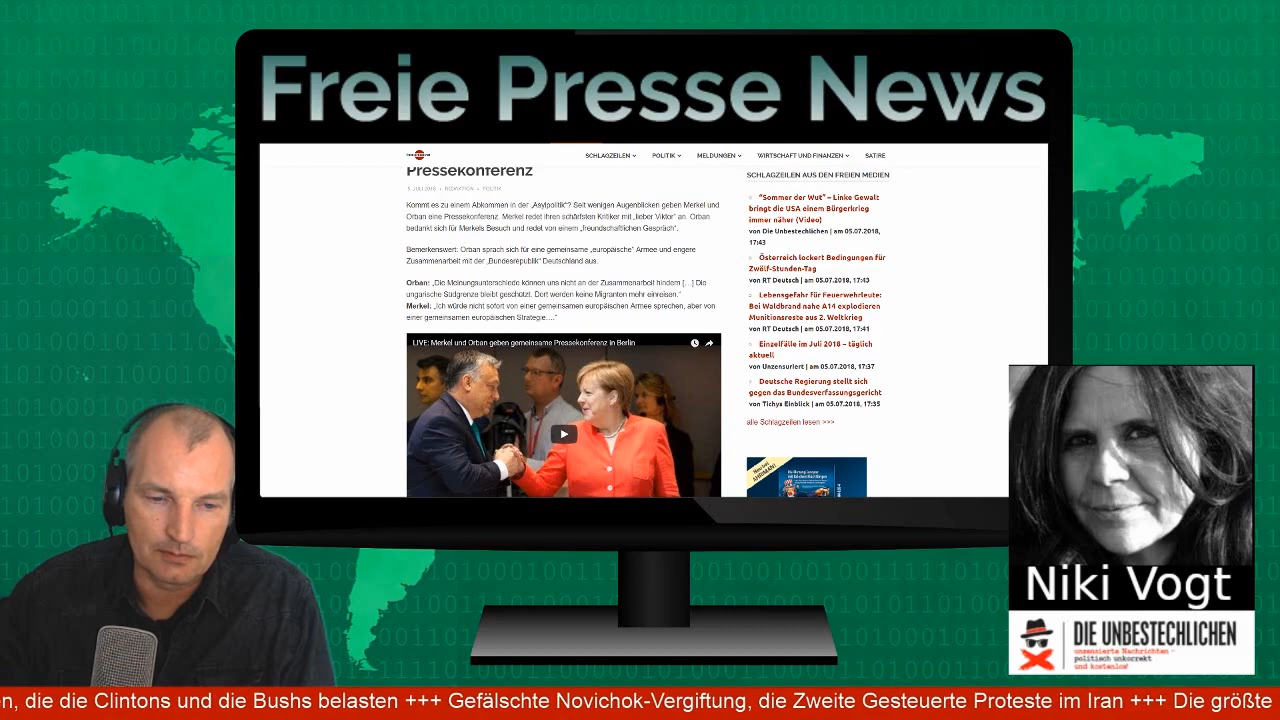 Freie Presse News
SCHLAGZEILEN POLITIK MELDUNGEN WIRTSCHAFT UND FINANZEN SATIRE
Pressekonferenz
5. JULI 2018 • REDAKTION • POLITIK
Kommt es zu einem Abkommen in der „Asylpolitik“? Seit wenigen Augenblicken geben Merkel und
Orban eine Pressekonferenz. Merkel redet ihren schärfsten Kritiker mit „lieber Viktor“ an. Orban
bedankt sich für Merkels Besuch und redet von einem „freundschaftlichen Gespräch“.
Bemerkenswert: Orban sprach sich für eine gemeinsame „europäische“ Armee und engere
Zusammenarbeit mit der „Bundesrepublik“ Deutschland aus.
Orban: „Die Meinungsunterschiede können uns nicht an der Zusammenarbeit hindern [...] Die
ungarische Südgrenze bleibt geschützt. Dort werden keine Migranten mehr einreisen.“
Merkel: „Ich würde nicht sofort von einer gemeinsamen europäischen Armee sprechen, aber von
einer gemeinsamen europäischen Strategie....“
LIVE: Merkel und Orban geben gemeinsame Pressekonferenz in Berlin
SCHLAGZEILEN AUS DEN FREIEN MEDIEN
“Sommer der Wut” – Linke Gewalt
bringt die USA einem Bürgerkrieg
immer näher (Video)
von Die Unbestechlichen | am 05.07.2018,
17:43
Österreich lockert Bedingungen für
Zwölf-Stunden-Tag
von RT Deutsch | am 05.07.2018, 17:43
Lebensgefahr für Feuerwehrleute:
Bei Waldbrand nahe A14 explodieren
Munitionsreste aus 2. Weltkrieg
von RT Deutsch | am 05.07.2018, 17:41
Einzelfälle im Juli 2018 – täglich
aktuell
von Unzensuriert | am 05.07.2018, 17:37
Deutsche Regierung stellt sich
gegen das Bundesverfassungsgericht
von Tichys Einblick | am 05.07.2018, 17:35
alle Schlagzeilen lesen >>>
Niki Vogt
DIE UNBESTECHLICHEN
unzensierte Nachrichten –
politisch unkorrekt
und kostenlos!
en, die die Clintons und die Bushs belasten +++ Gefälschte Novichok-Vergiftung, die Zweite Gesteuerte Proteste im Iran +++ Die größte